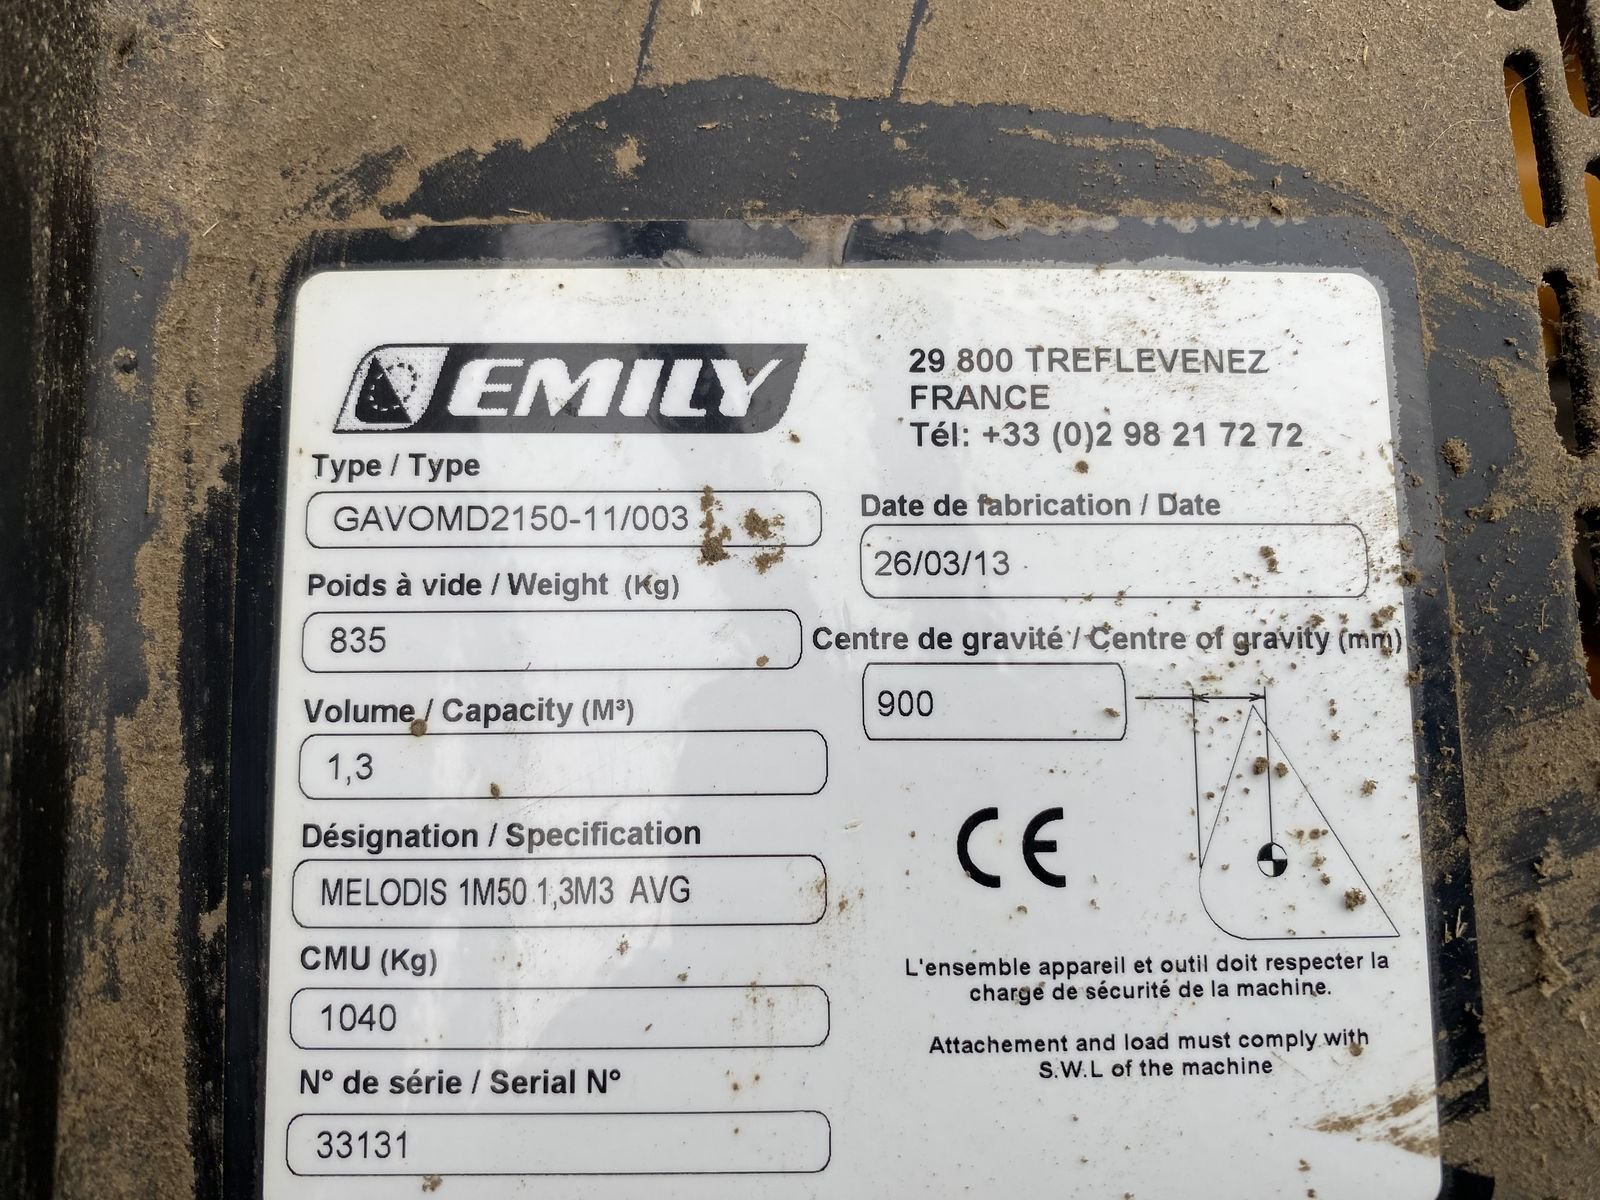 EMILY
29 800 TREFLEVENEZ
FRANCE
Tél: +33 (0)2 98 21 72 72
Type / Type
GAVOMD2150-11/003
Date de fabrication / Date
26/03/13
Poids à vide / Weight (Kg)
835
Centre de gravité / Centre of gravity (mm)
900
Volume / Capacity (M³)
1,3
Désignation / Specification
MELODIS 1M50 1,3M3 AVG
CE
CMU (Kg)
1040
L'ensemble appareil et outil doit respecter la
charge de sécurité de la machine.
Attachement and load must comply with
S.W.L of the machine
N° de série / Serial N°
33131